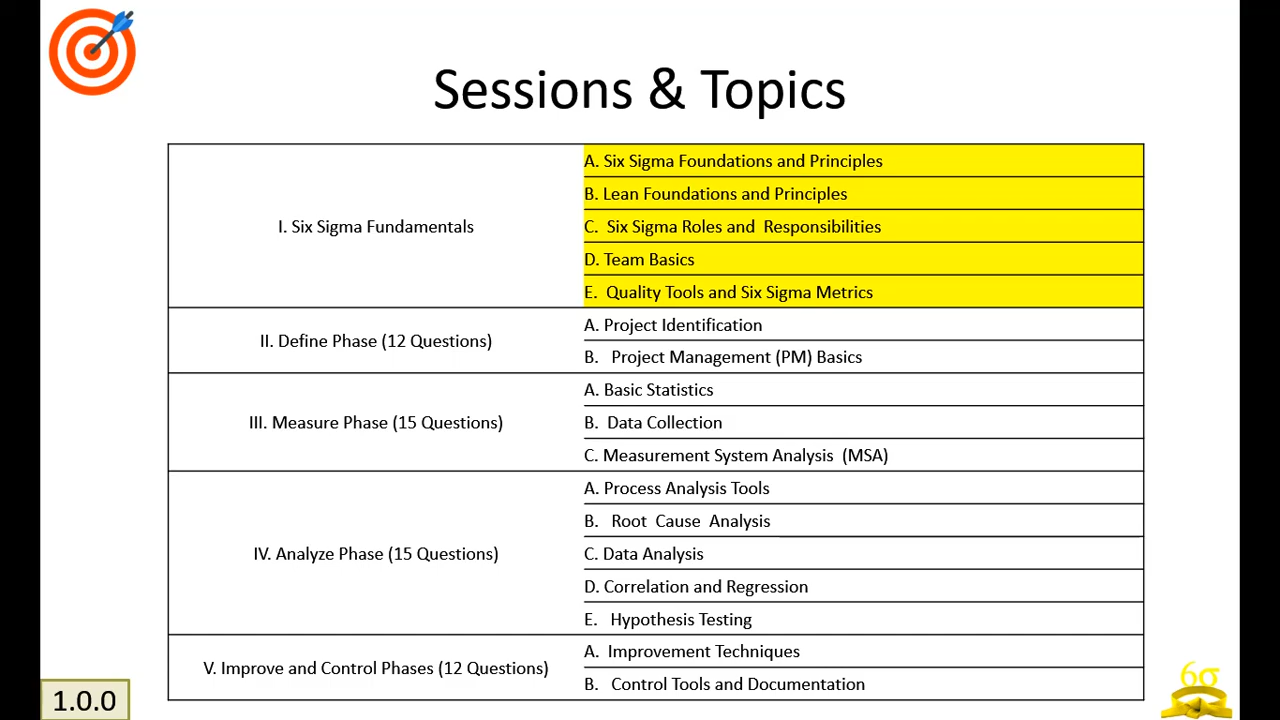 Sessions & Topics
I. Six Sigma Fundamentals
A. Six Sigma Foundations and Principles
B. Lean Foundations and Principles
C. Six Sigma Roles and Responsibilities
D. Team Basics
E. Quality Tools and Six Sigma Metrics
II. Define Phase (12 Questions)
A. Project Identification
B. Project Management (PM) Basics
III. Measure Phase (15 Questions)
A. Basic Statistics
B. Data Collection
C. Measurement System Analysis (MSA)
IV. Analyze Phase (15 Questions)
A. Process Analysis Tools
B. Root Cause Analysis
C. Data Analysis
D. Correlation and Regression
E. Hypothesis Testing
V. Improve and Control Phases (12 Questions)
A. Improvement Techniques
B. Control Tools and Documentation
1.0.0
6σ